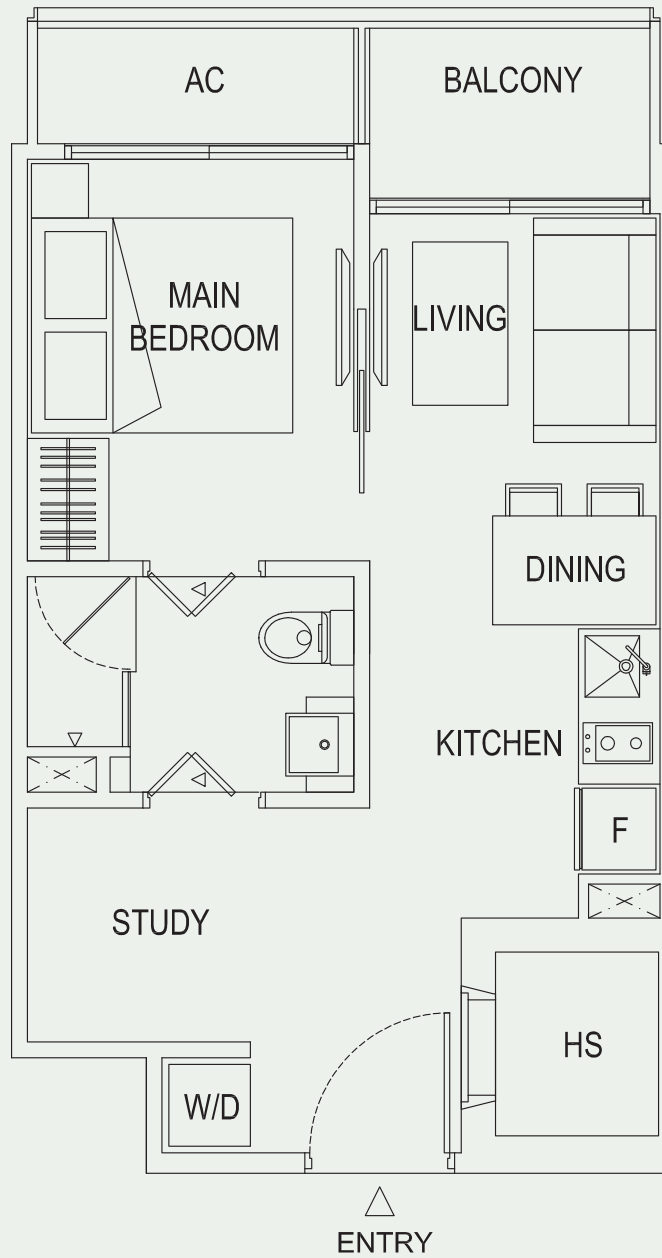 AC
BALCONY
MAIN
BEDROOM
LIVING
DINING
KITCHEN
F
STUDY
HS
W/D
ENTRY